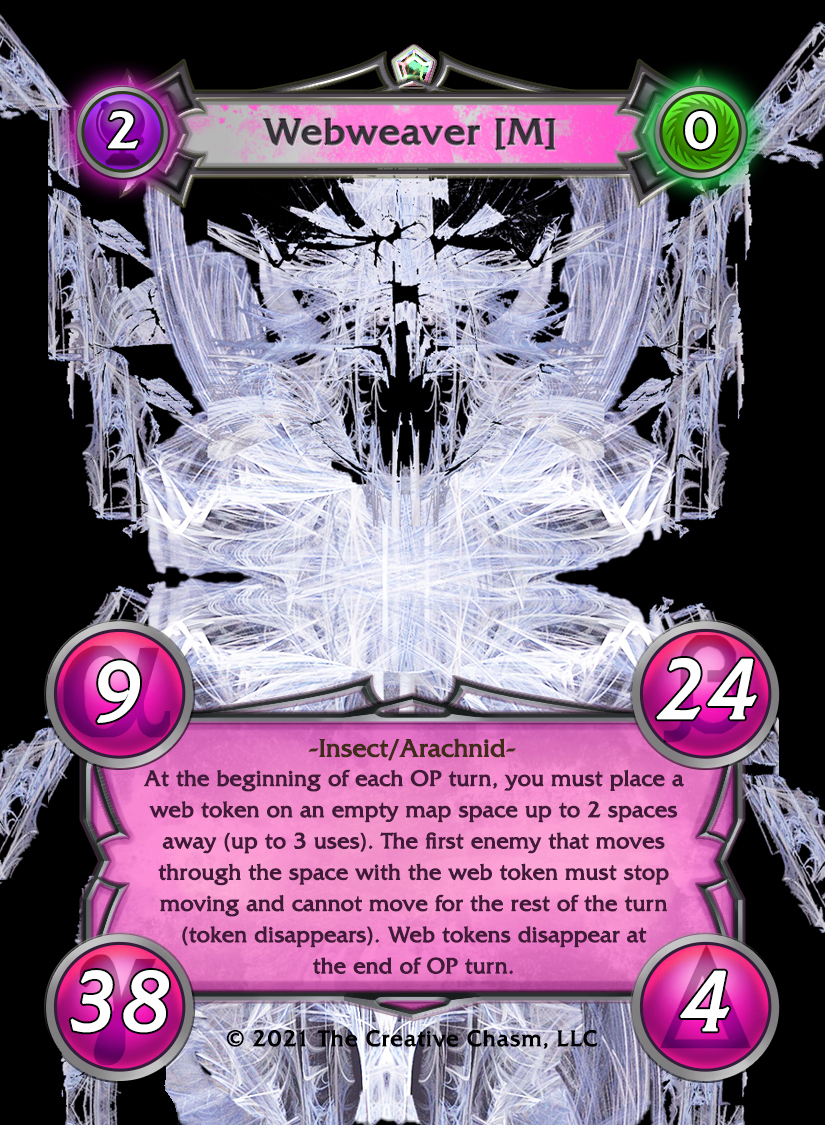 2
Webweaver [M]
0
9
α
24
β
-Insect/Arachnid-
At the beginning of each OP turn, you must place a
web token on an empty map space up to 2 spaces
away (up to 3 uses). The first enemy that moves
through the space with the web token must stop
moving and cannot move for the rest of the turn
(token disappears). Web tokens disappear at
the end of OP turn.
38
γ
4
Δ
© 2021 The Creative Chasm, LLC